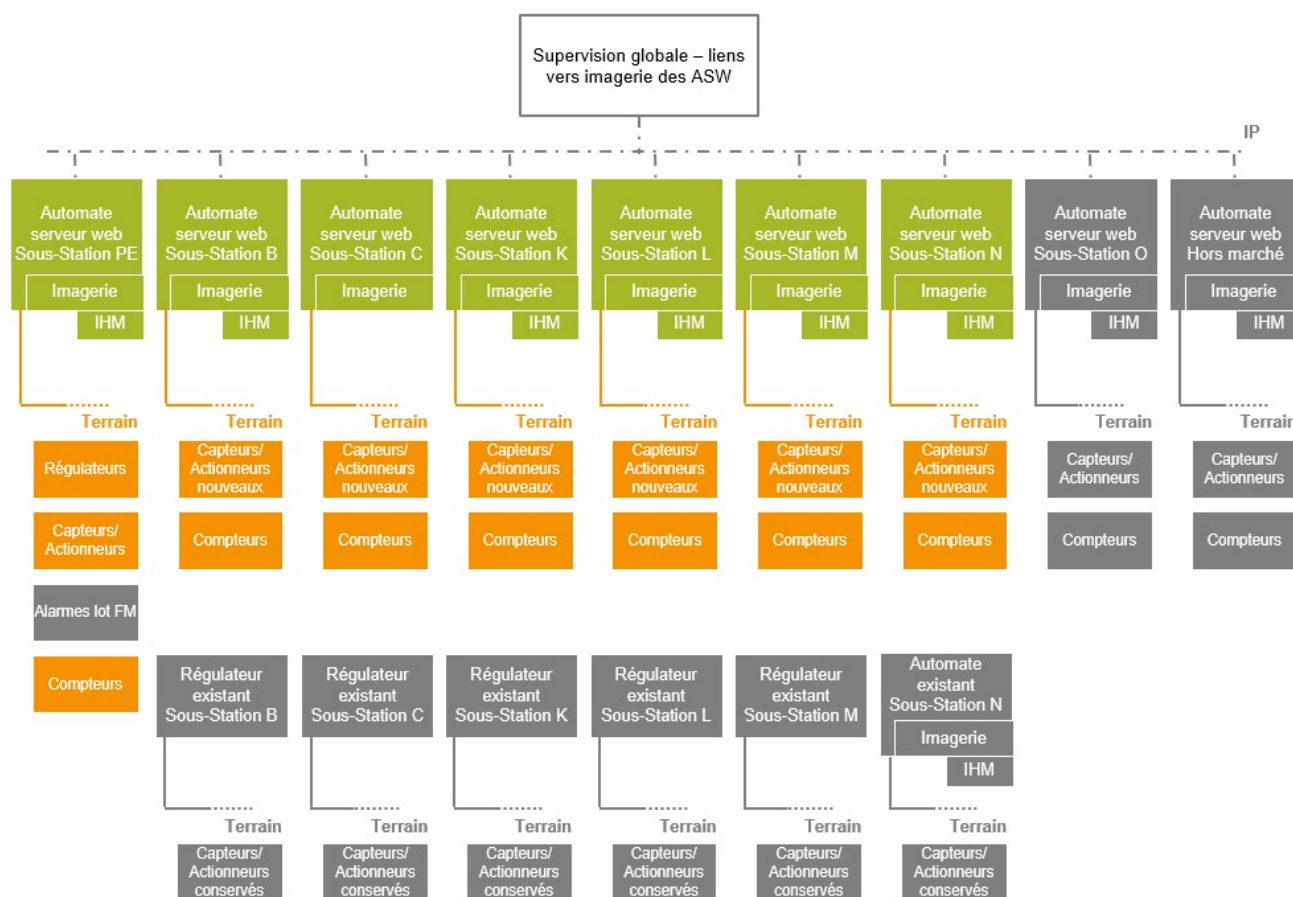 Supervision globale – liens
vers imagerie des ASW
IP
Automate
serveur web
Sous-Station PE
Imagerie
IHM
Automate
serveur web
Sous-Station B
Imagerie
IHM
Automate
serveur web
Sous-Station C
Imagerie
Automate
serveur web
Sous-Station K
Imagerie
IHM
Automate
serveur web
Sous-Station L
Imagerie
IHM
Automate
serveur web
Sous-Station M
Imagerie
IHM
Automate
serveur web
Sous-Station N
Imagerie
IHM
Automate
serveur web
Sous-Station O
Imagerie
IHM
Automate
serveur web
Hors marché
Imagerie
IHM
Terrain
Régulateurs
Capteurs/
Actionneurs
Alarmes lot FM
Compteurs
Terrain
Capteurs/
Actionneurs
nouveaux
Compteurs
Terrain
Capteurs/
Actionneurs
nouveaux
Compteurs
Terrain
Capteurs/
Actionneurs
nouveaux
Compteurs
Terrain
Capteurs/
Actionneurs
nouveaux
Compteurs
Terrain
Capteurs/
Actionneurs
nouveaux
Compteurs
Terrain
Capteurs/
Actionneurs
nouveaux
Compteurs
Terrain
Capteurs/
Actionneurs
Compteurs
Terrain
Capteurs/
Actionneurs
Compteurs
Régulateur
existant
Sous-Station B
Terrain
Capteurs/
Actionneurs
conservés
Régulateur
existant
Sous-Station C
Terrain
Capteurs/
Actionneurs
conservés
Régulateur
existant
Sous-Station K
Terrain
Capteurs/
Actionneurs
conservés
Régulateur
existant
Sous-Station L
Terrain
Capteurs/
Actionneurs
conservés
Régulateur
existant
Sous-Station M
Terrain
Capteurs/
Actionneurs
conservés
Automate
existant
Sous-Station N
Imagerie
IHM
Terrain
Capteurs/
Actionneurs
conservés